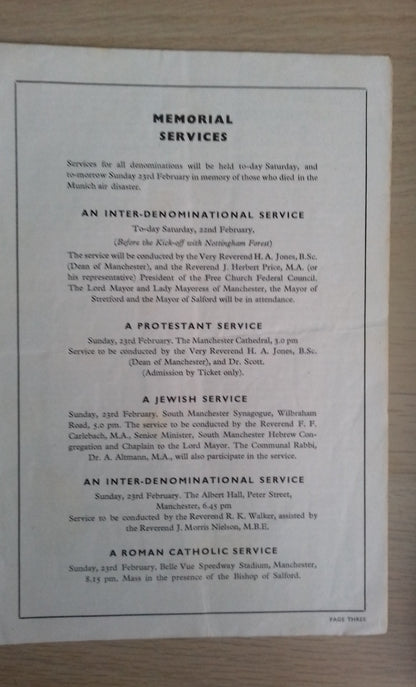 MEMORIAL
SERVICES
Services for all denominations will be held to-day Saturday, and
to-morrow Sunday 23rd February in memory of those who died in the
Munich air disaster.
AN INTER-DENOMINATIONAL SERVICE
To-day Saturday, 22nd February.
(Before the Kick-off with Nottingham Forest)
The service will be conducted by the Very Reverend H. A. Jones, B.Sc.
(Dean of Manchester), and the Reverend J. Herbert Price, M.A. (or
his representative) President of the Free Church Federal Council.
The Lord Mayor and Lady Mayoress of Manchester, the Mayor of
Stretford and the Mayor of Salford will be in attendance.
A PROTESTANT SERVICE
Sunday, 23rd February. The Manchester Cathedral, 3.0 pm
Service to be conducted by the Very Reverend H. A. Jones, B.Sc.
(Dean of Manchester), and Dr. Scott.
(Admission by Ticket only).
A JEWISH SERVICE
Sunday, 23rd February. South Manchester Synagogue, Wilbraham
Road, 5.0 pm. The service to be conducted by the Reverend F. F.
Carlebach, M.A., Senior Minister, South Manchester Hebrew Con-
gregation and Chaplain to the Lord Mayor. The Communal Rabbi,
Dr. A. Altmann, M.A., will also participate in the service.
AN INTER-DENOMINATIONAL SERVICE
Sunday, 23rd February. The Albert Hall, Peter Street,
Manchester, 6.45 pm
Service to be conducted by the Reverend R. K. Walker, assisted by
the Reverend J. Morris Nielson, M.B.E.
A ROMAN CATHOLIC SERVICE
Sunday, 23rd February. Belle Vue Speedway Stadium, Manchester,
8.15 pm. Mass in the presence of the Bishop of Salford.
PAGE THREE